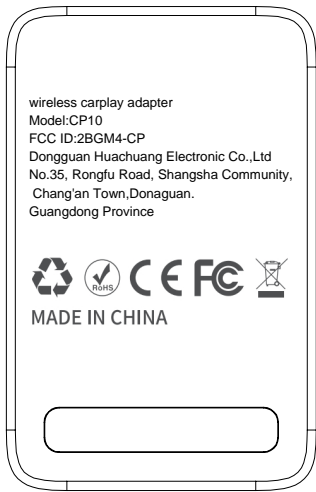 wireless carplay adapter
Model:CP10
FCC ID:2BGM4-CP
Dongguan Huachuang Electronic Co.,Ltd
No.35, Rongfu Road, Shangsha Community,
Chang'an Town,Donaguan.
Guangdong Province
RoHS CE FC
MADE IN CHINA